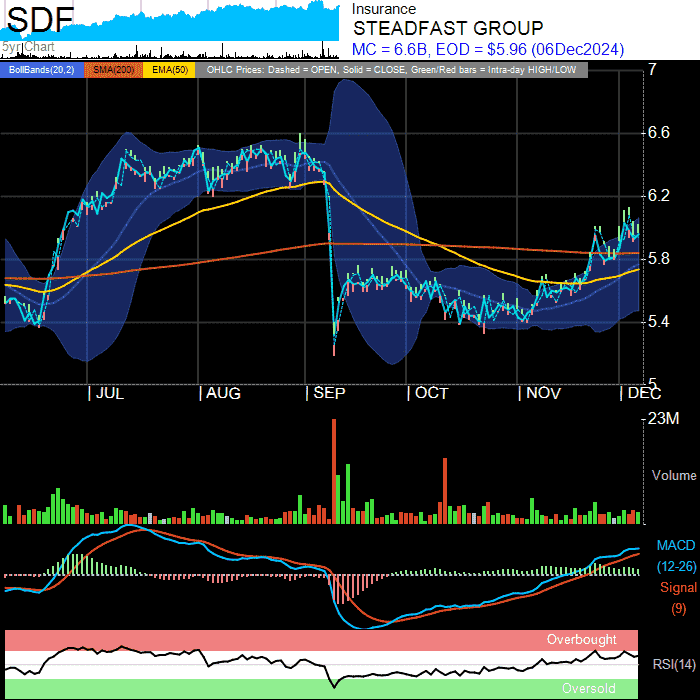 SDF
5yr Chart
Insurance
STEADFAST GROUP
MC = 6.6B, EOD = $5.96 (06Dec2024)
BollBands(20,2) SMA(200) EMA(50) OHLC Prices: Dashed = OPEN, Solid = CLOSE, Green/Red bars = Intra-day HIGH/LOW
7
6.6
6.2
5.8
5.4
5
| JUL | AUG | SEP | OCT | NOV | DEC
23M
Volume
MACD
(12-26)
Signal
(9)
Overbought
RSI(14)
Oversold